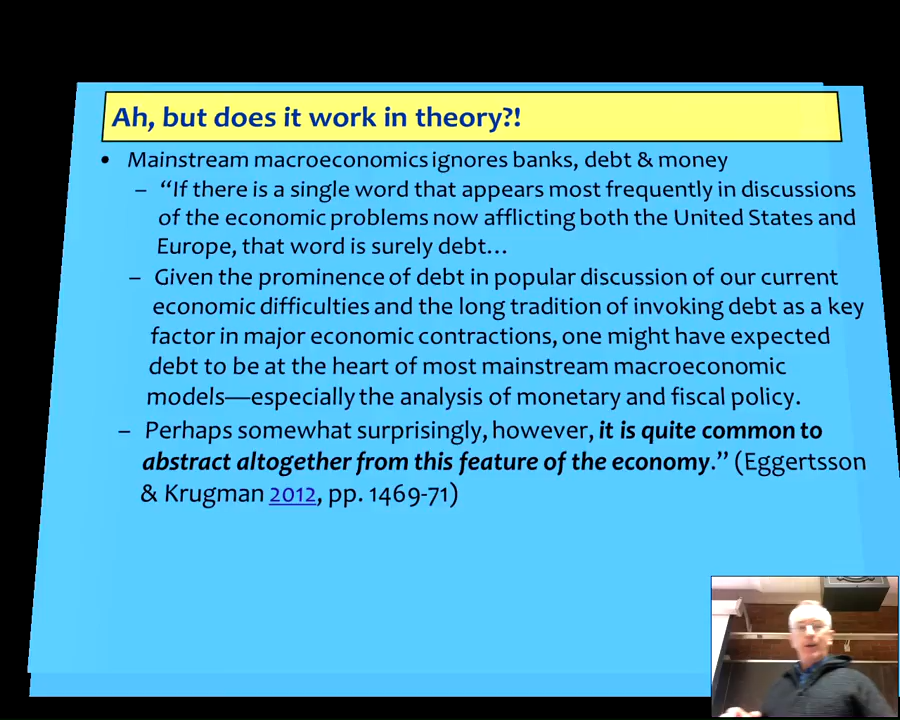 Ah, but does it work in theory?!
• Mainstream macroeconomics ignores banks, debt & money
– “If there is a single word that appears most frequently in discussions
of the economic problems now afflicting both the United States and
Europe, that word is surely debt…
– Given the prominence of debt in popular discussion of our current
economic difficulties and the long tradition of invoking debt as a key
factor in major economic contractions, one might have expected
debt to be at the heart of most mainstream macroeconomic
models—especially the analysis of monetary and fiscal policy.
– Perhaps somewhat surprisingly, however, it is quite common to
abstract altogether from this feature of the economy.” (Eggertsson
& Krugman 2012, pp. 1469-71)